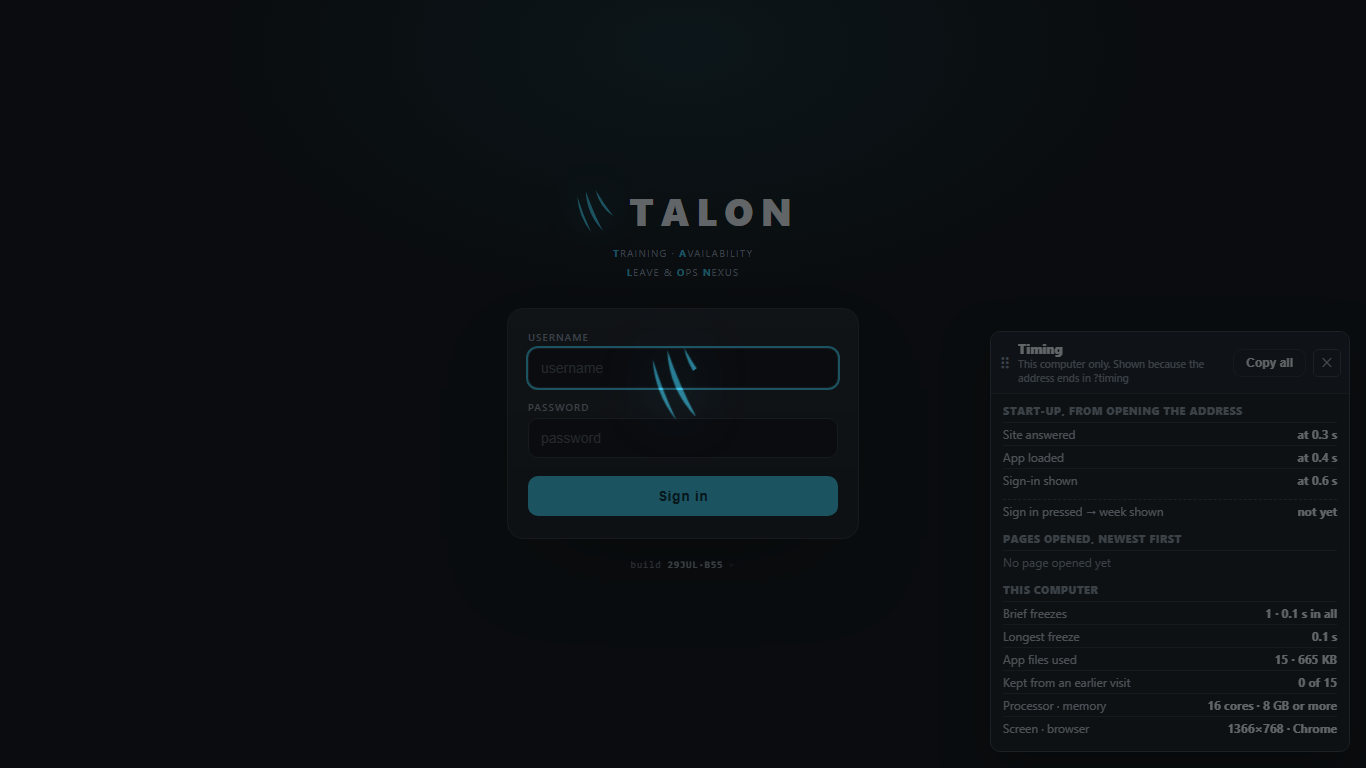 TALON
TRAINING · AVAILABILITY
LEAVE & OPS NEXUS
USERNAME
username
PASSWORD
password
Sign in
build 29JUL-855 ·
Timing
This computer only. Shown because the
address ends in ?timing
Copy all
START-UP, FROM OPENING THE ADDRESS
Site answered at 0.3 s
App loaded at 0.4 s
Sign-in shown at 0.6 s
Sign in pressed → week shown not yet
PAGES OPENED, NEWEST FIRST
No page opened yet
THIS COMPUTER
Brief freezes 1 · 0.1 s in all
Longest freeze 0.1 s
App files used 15 · 665 KB
Kept from an earlier visit 0 of 15
Processor · memory 16 cores · 8 GB or more
Screen · browser 1366×768 · Chrome